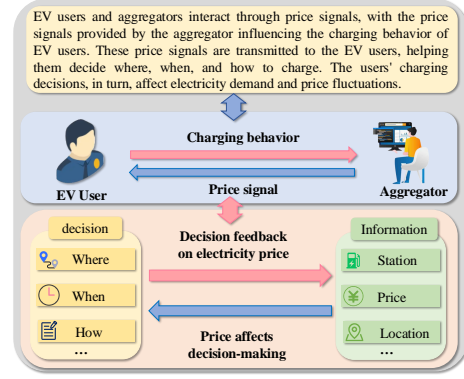 EV users and aggregators interact through price signals, with the price
signals provided by the aggregator influencing the charging behavior of
EV users. These price signals are transmitted to the EV users, helping
them decide where, when, and how to charge. The users' charging
decisions, in turn, affect electricity demand and price fluctuations.
Charging behavior
EV User
Price signal
Aggregator
decision
Where
When
How
...
Decision feedback
on electricity price
Price affects
decision-making
Information
Station
¥ Price
Location
...